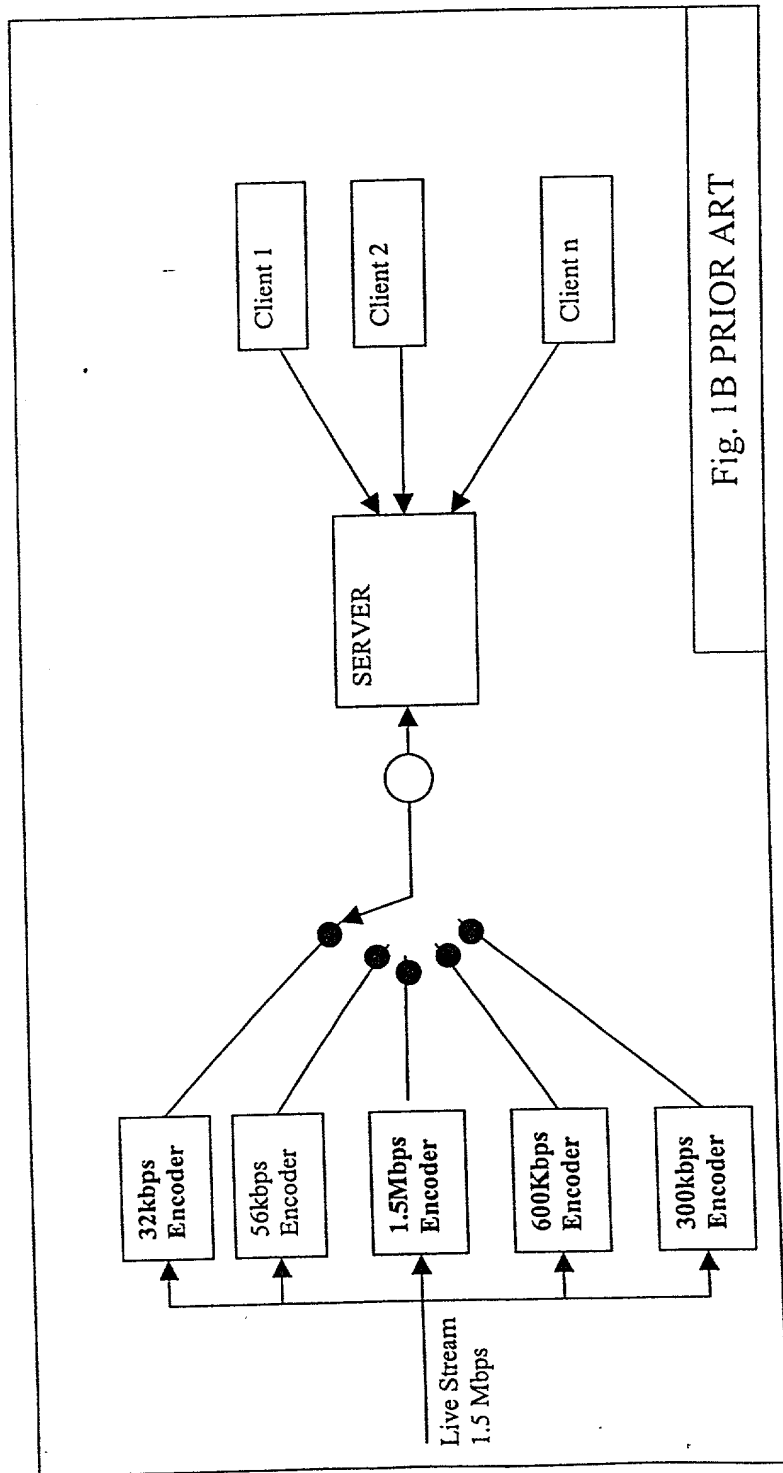 Live Stream
1.5 Mbps
32kbps
Encoder
56kbps
Encoder
1.5Mbps
Encoder
600Kbps
Encoder
300kbps
Encoder
SERVER
Client 1
Client 2
Client n
Fig. 1B PRIOR ART